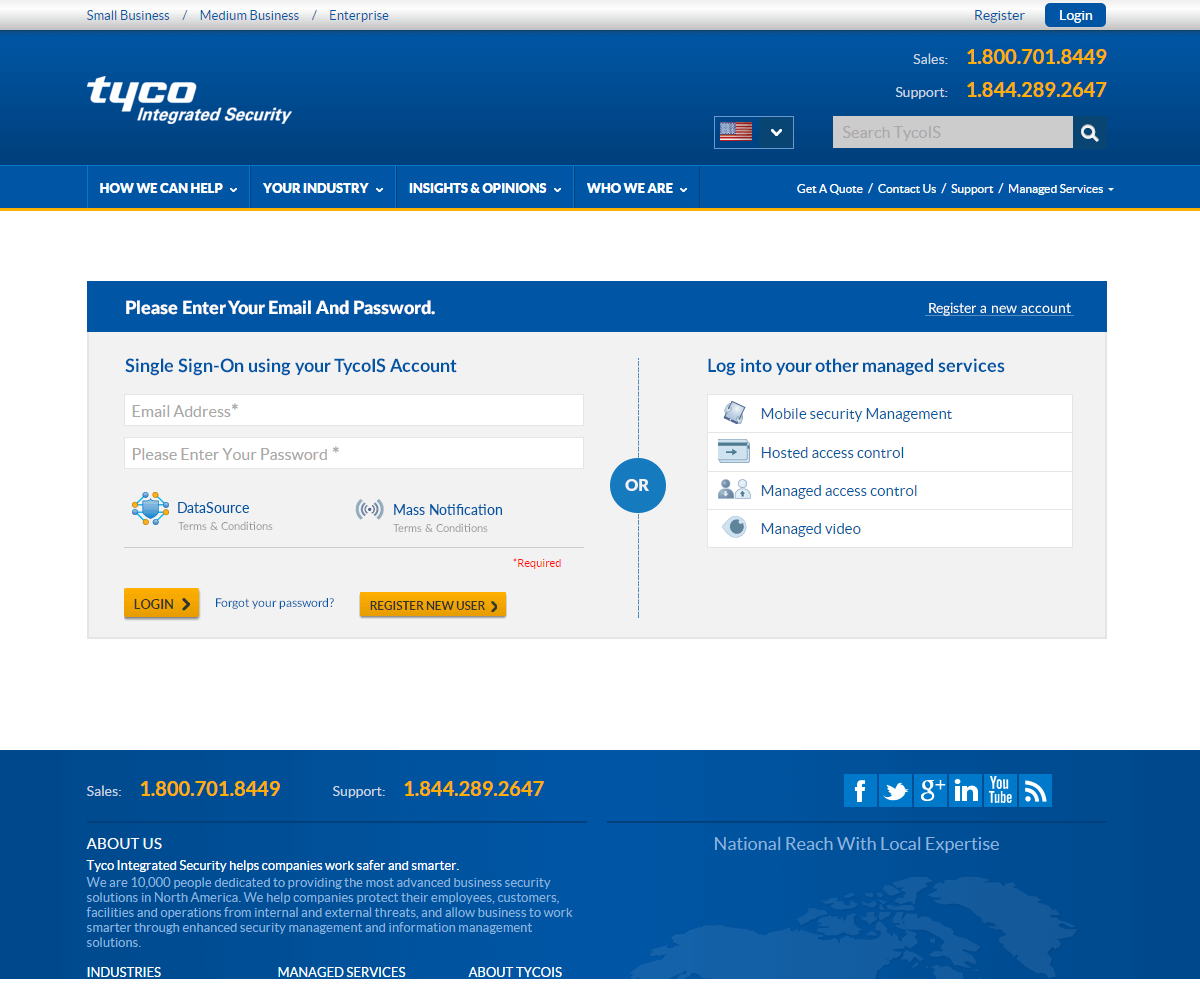 Small Business / Medium Business / Enterprise
Register
Login
Sales: 1.800.701.8449
Support: 1.844.289.2647
tyco
Integrated Security
Search TycoIS
HOW WE CAN HELP
YOUR INDUSTRY
INSIGHTS & OPINIONS
WHO WE ARE
Get A Quote / Contact Us / Support / Managed Services
Please Enter Your Email And Password.
Register a new account
Single Sign-On using your TycoIS Account
Email Address*
Please Enter Your Password *
DataSource
Terms & Conditions
Mass Notification
Terms & Conditions
*Required
LOGIN
Forgot your password?
REGISTER NEW USER
OR
Log into your other managed services
Mobile security Management
Hosted access control
Managed access control
Managed video
Sales: 1.800.701.8449
Support: 1.844.289.2647
f
g+
in
You
Tube
ABOUT US
Tyco Integrated Security helps companies work safer and smarter.
We are 10,000 people dedicated to providing the most advanced business security
solutions in North America. We help companies protect their employees, customers,
facilities and operations from internal and external threats, and allow business to work
smarter through enhanced security management and information management
solutions.
National Reach With Local Expertise
INDUSTRIES
MANAGED SERVICES
ABOUT TYCOIS